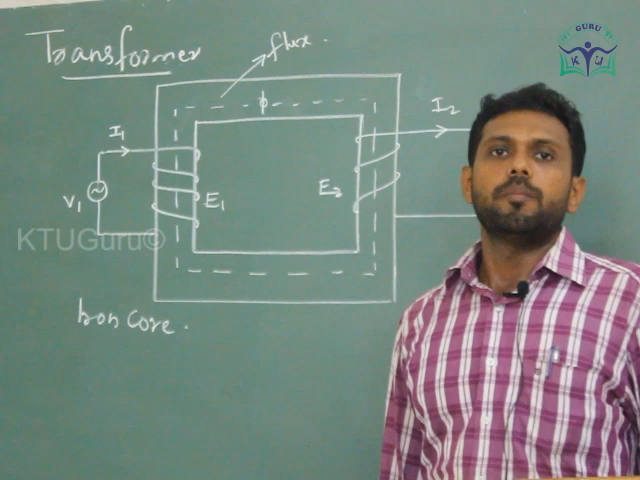 Transformer
flux.
GURU
K U
ϕ
I2
I1
E1
E2
V1
KTUGuru©
Iron Core.